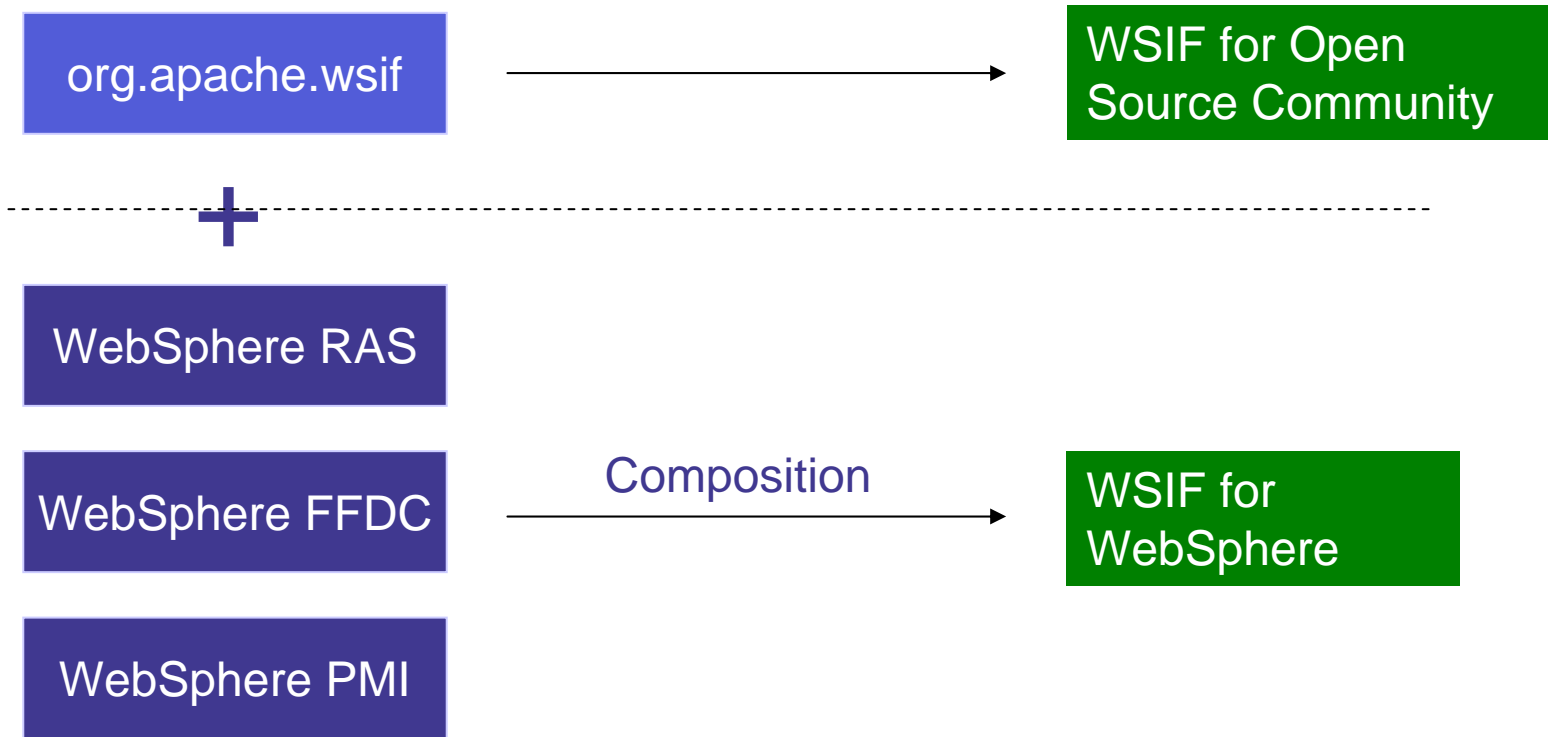 org.apache.wsif
WSIF for Open
Source Community
+
WebSphere RAS
WebSphere FFDC
Composition
WSIF for
WebSphere
WebSphere PMI